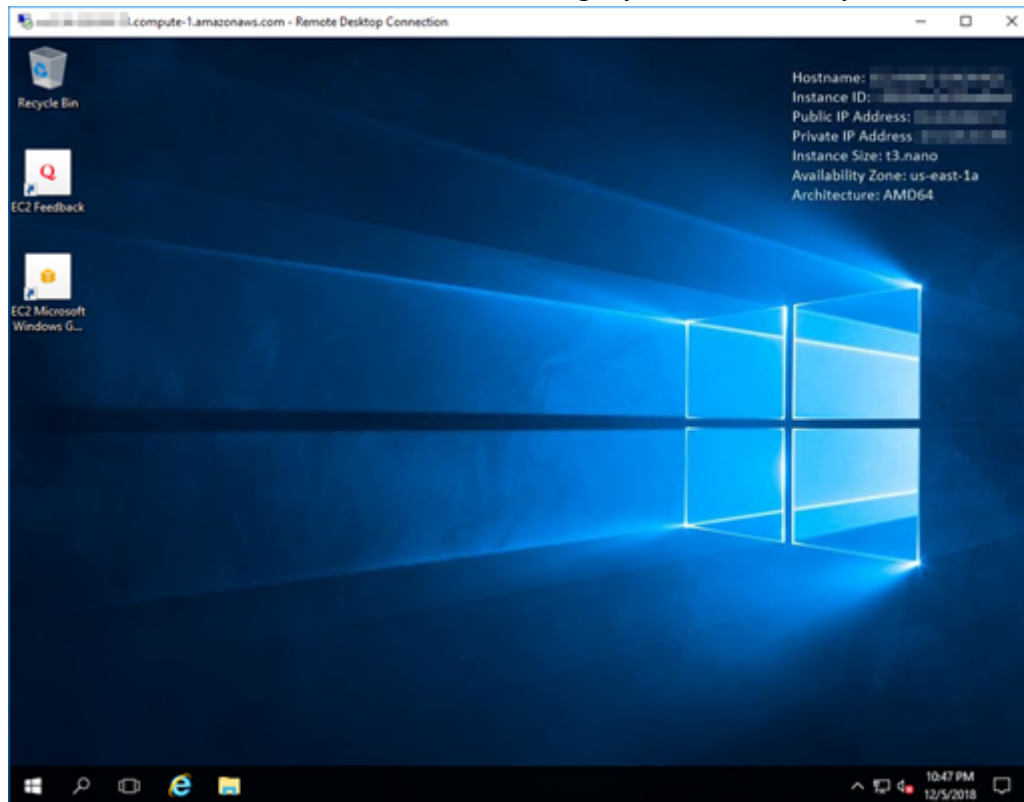 .compute-1.amazonaws.com - Remote Desktop Connection
Recycle Bin
Q
EC2 Feedback
EC2 Microsoft
Windows G...
Hostname:
Instance ID:
Public IP Address:
Private IP Address
Instance Size: t3.nano
Availability Zone: us-east-1a
Architecture: AMD64
10:47 PM
12/5/2018